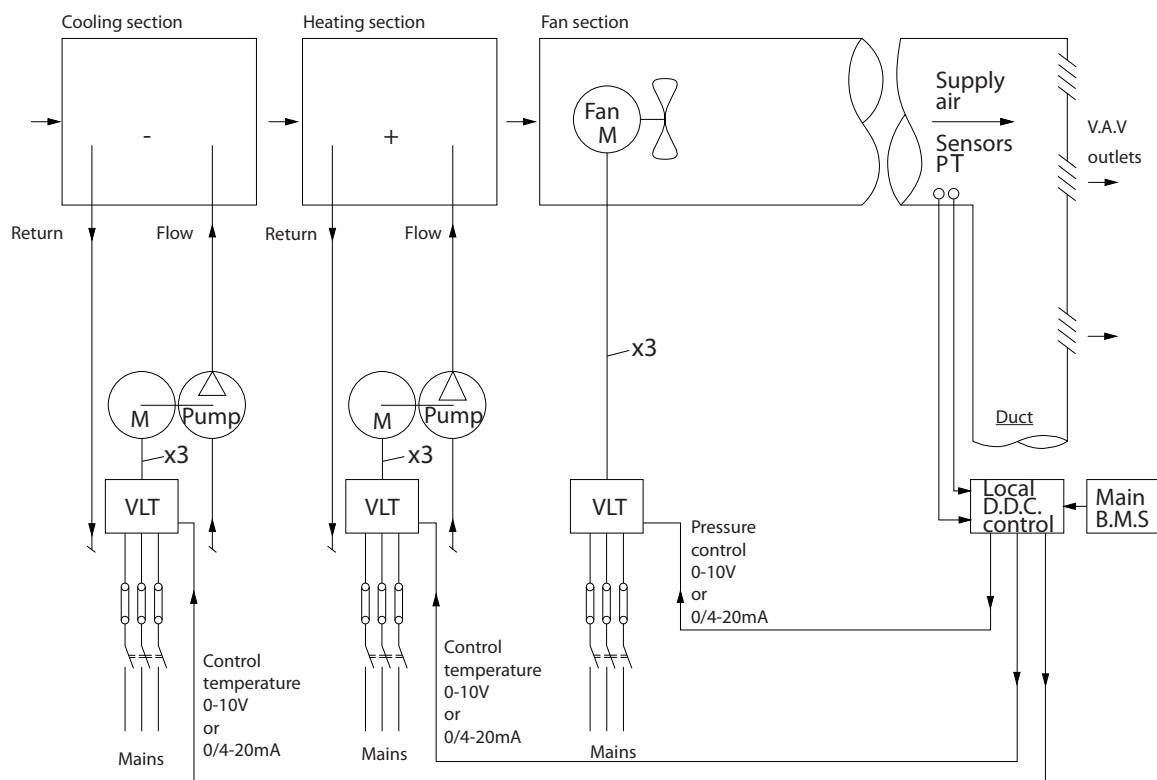 Cooling section
Heating section
Fan section
-
+
Fan
M
Supply
air
Sensors
PT
V.A.V
outlets
Return
Flow
Return
Flow
x3
M
Pump
M
Pump
x3
x3
Duct
VLT
VLT
VLT
Local
D.D.C.
control
Main
B.M.S
Pressure
control
0-10V
or
0/4-20mA
Control
temperature
0-10V
or
0/4-20mA
Control
temperature
0-10V
or
0/4-20mA
Mains
Mains
Mains